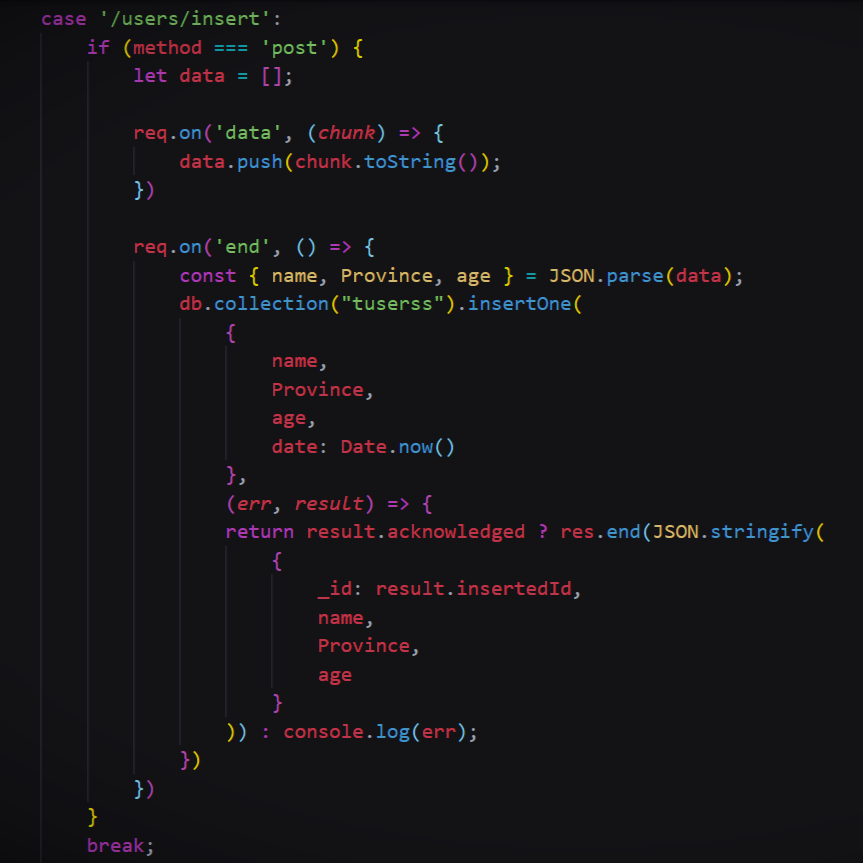 case '/users/insert':
if (method === 'post') {
let data = [];
req.on('data', (chunk) => {
data.push(chunk.toString());
})
req.on('end', () => {
const { name, Province, age } = JSON.parse(data);
db.collection("tuserss").insertOne(
{
name,
Province,
age,
date: Date.now()
},
(err, result) => {
return result.acknowledged ? res.end(JSON.stringify(
{
_id: result.insertedId,
name,
Province,
age
}
)) : console.log(err);
})
})
}
break;